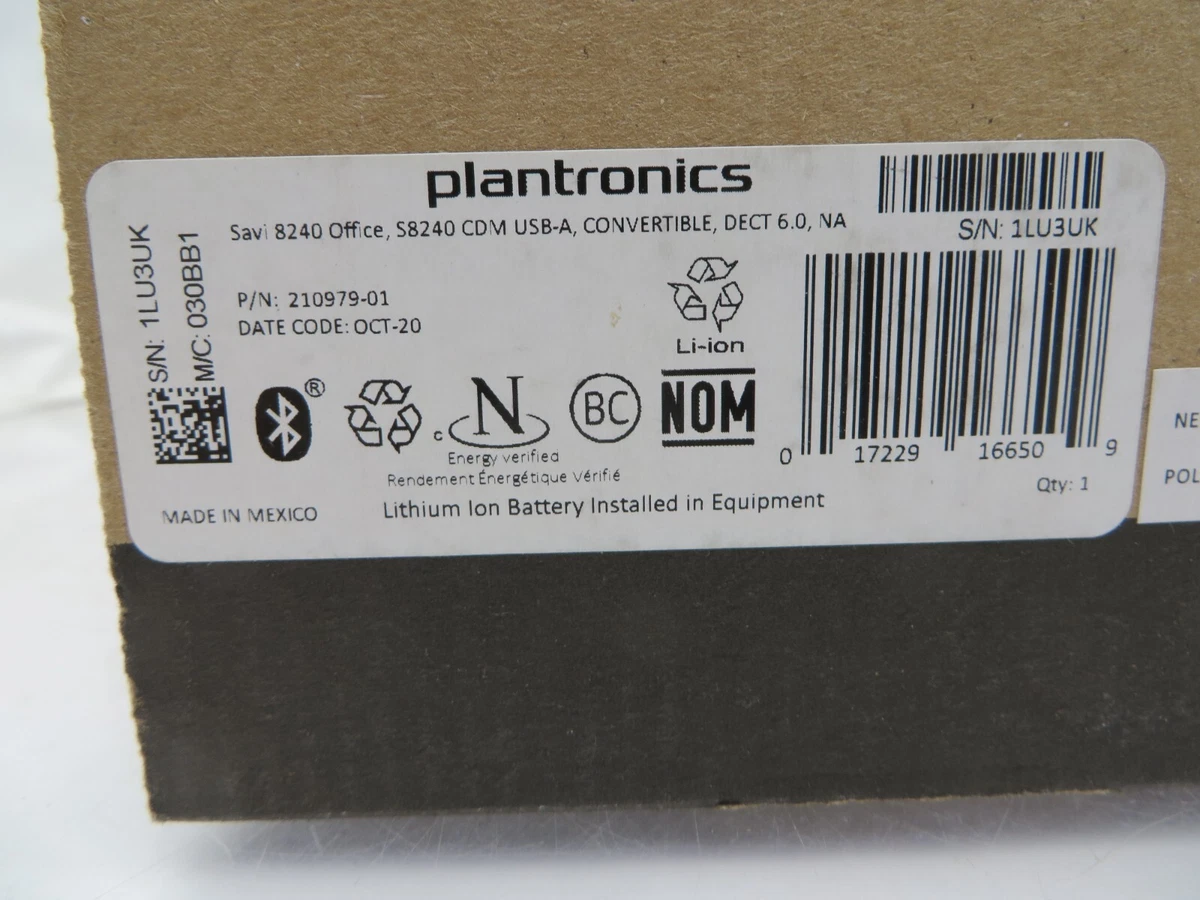 plantronics
Savi 8240 Office, S8240 CDM USB-A, CONVERTIBLE, DECT 6.0, NA
S/N: 1LU3UK
S/N: 1LU3UK
M/C: 030BB1
P/N: 210979-01
DATE CODE: OCT-20
Li-ion
®
c N
BC
NOM
Energy verified
Rendement Énergétique Vérifié
0 17229 16650 9
Qty: 1
MADE IN MEXICO
Lithium Ion Battery Installed in Equipment
NE
POL